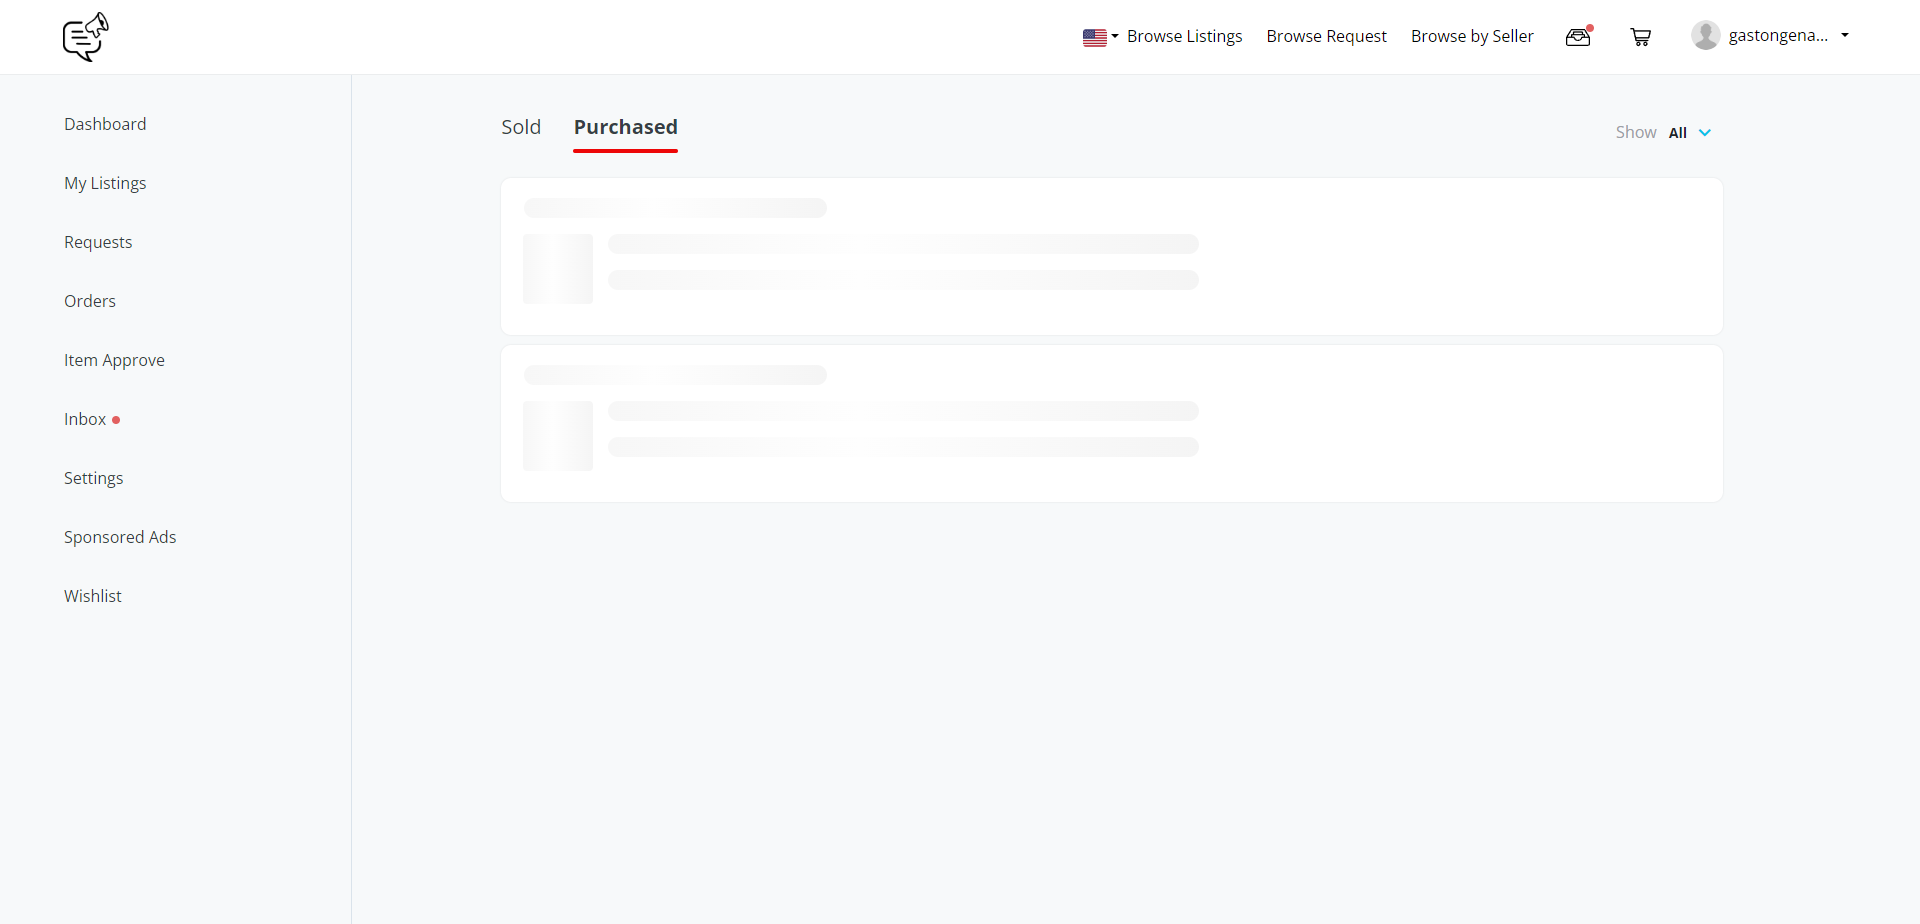 Browse Listings
Browse Request
Browse by Seller
gastongena...
Dashboard
My Listings
Requests
Orders
Item Approve
Inbox
Settings
Sponsored Ads
Wishlist
Sold
Purchased
Show All